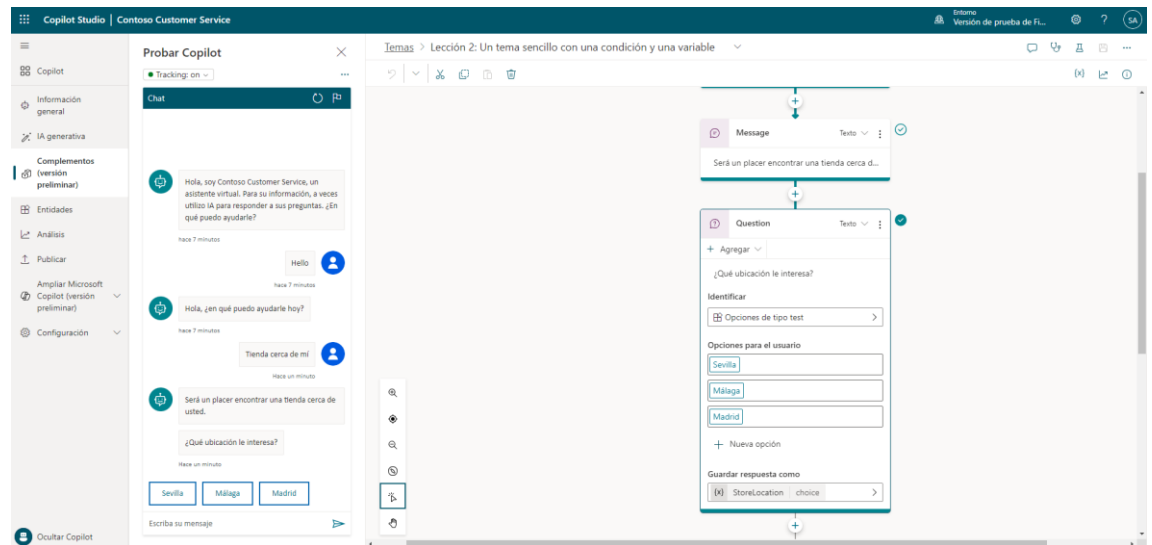 Copilot Studio | Contoso Customer Service
Entorno
Versión de prueba de Fi...
SA
Copilot
Información
general
IA generativa
Complementos
(versión
preliminar)
Entidades
Análisis
Publicar
Ampliar Microsoft
Copilot (versión
preliminar)
Configuración
Ocultar Copilot
Probar Copilot
Tracking: on
Chat
Hola, soy Contoso Customer Service, un
asistente virtual. Para su información, a veces
utilizo IA para responder a sus preguntas. ¿En
qué puedo ayudarle?
hace 7 minutos
Hello
hace 7 minutos
Hola, ¿en qué puedo ayudarle hoy?
hace 7 minutos
Tienda cerca de mí
Hace un minuto
Será un placer encontrar una tienda cerca de
usted.
¿Qué ubicación le interesa?
Hace un minuto
Sevilla Málaga Madrid
Escriba su mensaje
Temas > Lección 2: Un tema sencillo con una condición y una variable
Message Texto
Será un placer encontrar una tienda cerca d...
Question Texto
+ Agregar
¿Qué ubicación le interesa?
Identificar
Opciones de tipo test
Opciones para el usuario
Sevilla
Málaga
Madrid
+ Nueva opción
Guardar respuesta como
{x} StoreLocation choice